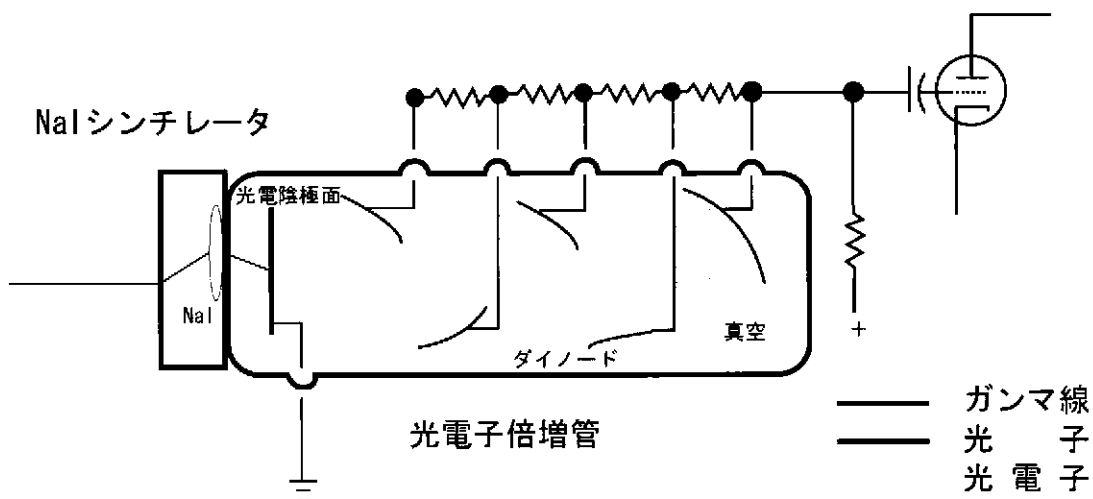 NaIシンチレータ
光電陰極面
NaI
真空
+
ダイノード
光電子倍増管
ガンマ線
光 子
光 電 子